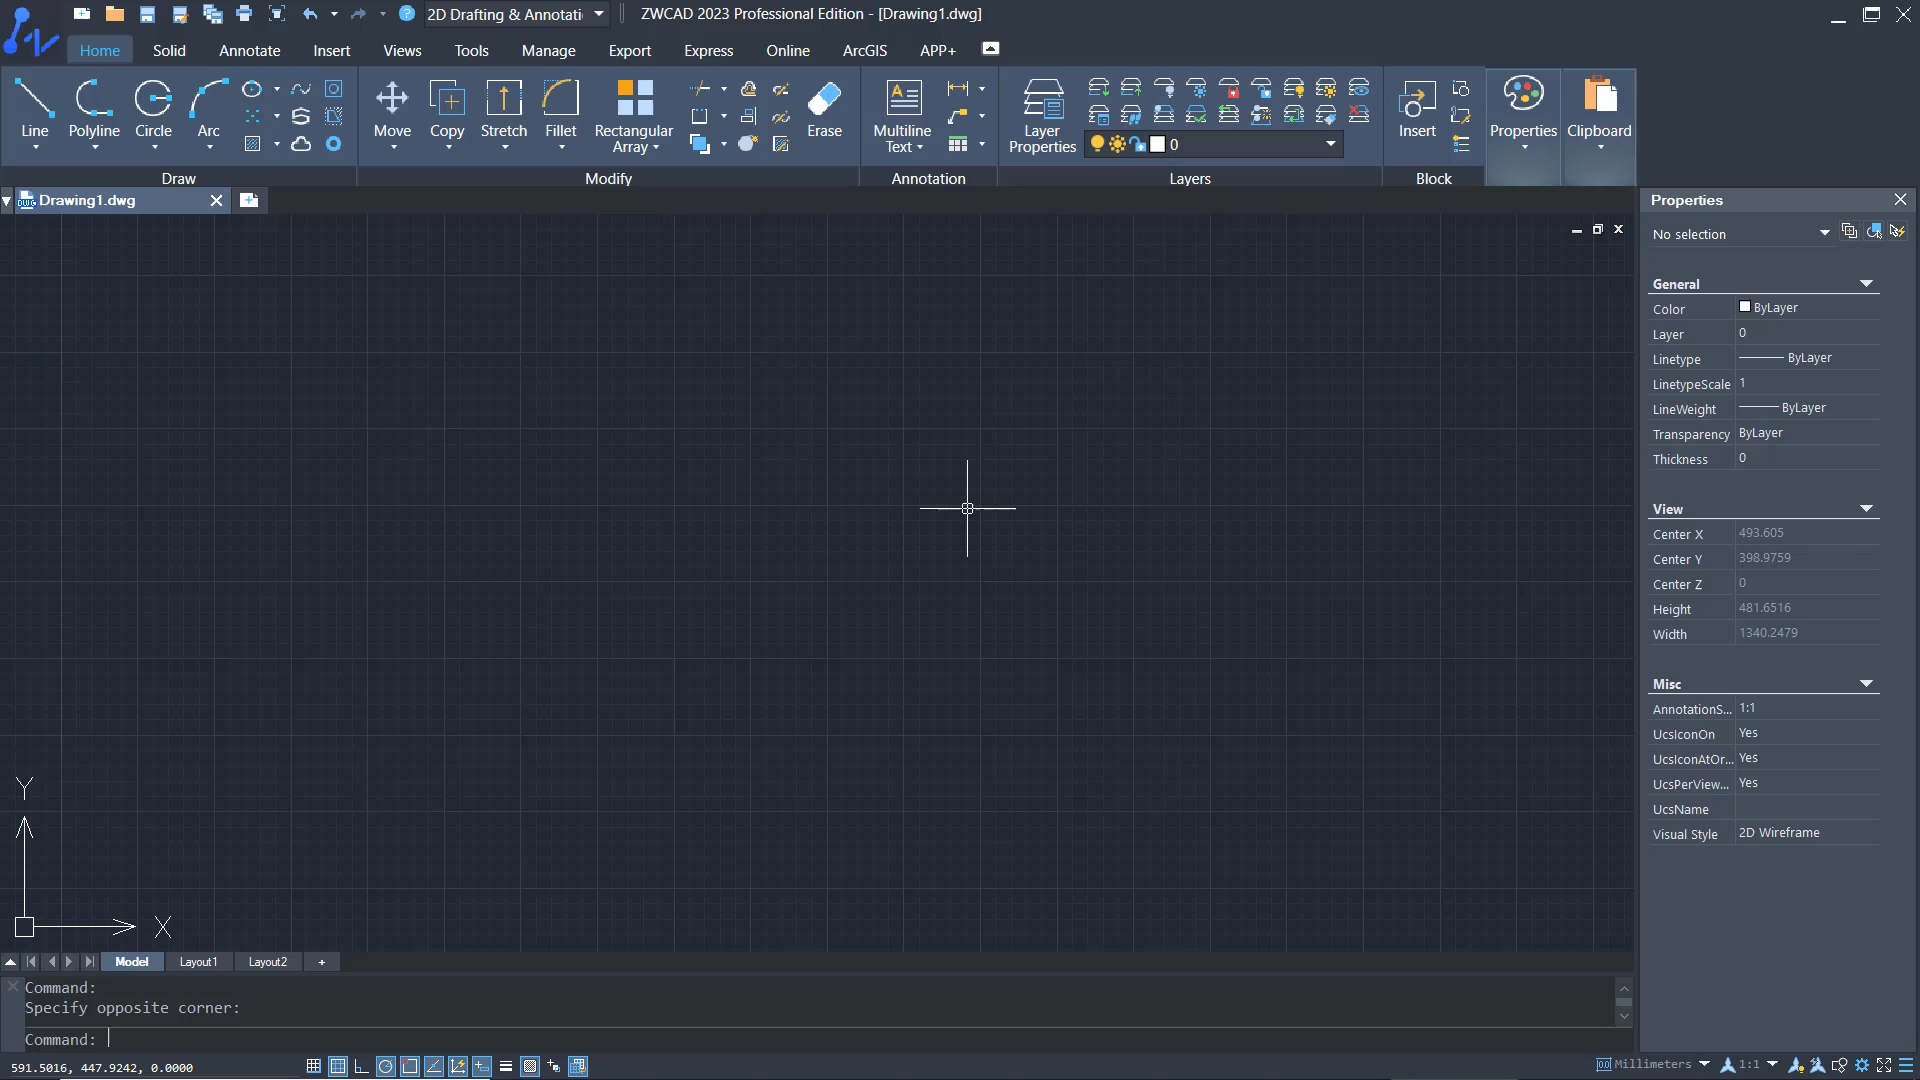 2D Drafting & Annotati
ZWCAD 2023 Professional Edition - [Drawing1.dwg]
Home Solid Annotate Insert Views Tools Manage Export Express Online ArcGIS APP+
Line Polyline Circle Arc
Draw
Move Copy Stretch Fillet Rectangular Array Erase
Modify
Multiline Text
Annotation
Layer Properties
0
Layers
Insert
Block
Properties
Clipboard
Drawing1.dwg
Properties
No selection
General
Color ByLayer
Layer 0
Linetype ByLayer
LinetypeScale 1
LineWeight ByLayer
Transparency ByLayer
Thickness 0
View
Center X 493.605
Center Y 398.9759
Center Z 0
Height 481.6516
Width 1340.2479
Misc
AnnotationS... 1:1
UcsIconOn Yes
UcsIconAtOr... Yes
UcsPerView... Yes
UcsName
Visual Style 2D Wireframe
Y
X
Model Layout1 Layout2 +
Command:
Specify opposite corner:
Command:
591.5016, 447.9242, 0.0000
Millimeters 1:1